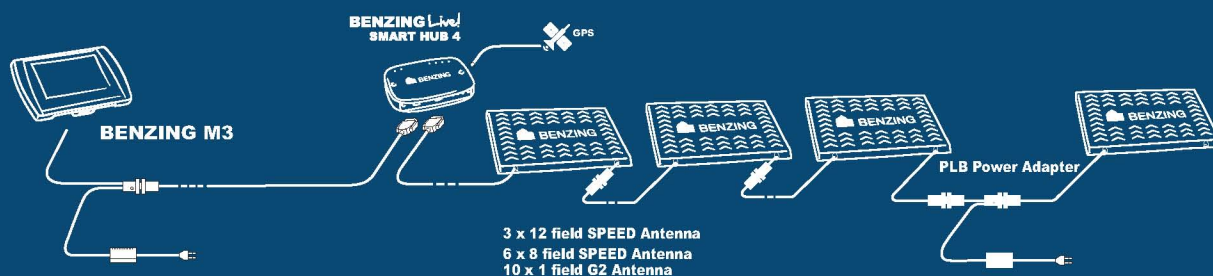 BENZING Live!
SMART HUB 4
GPS
BENZING
BENZING M3
BENZING
BENZING
BENZING
BENZING
PLB Power Adapter
3 x 12 field SPEED Antenna
6 x 8 field SPEED Antenna
10 x 1 field G2 Antenna